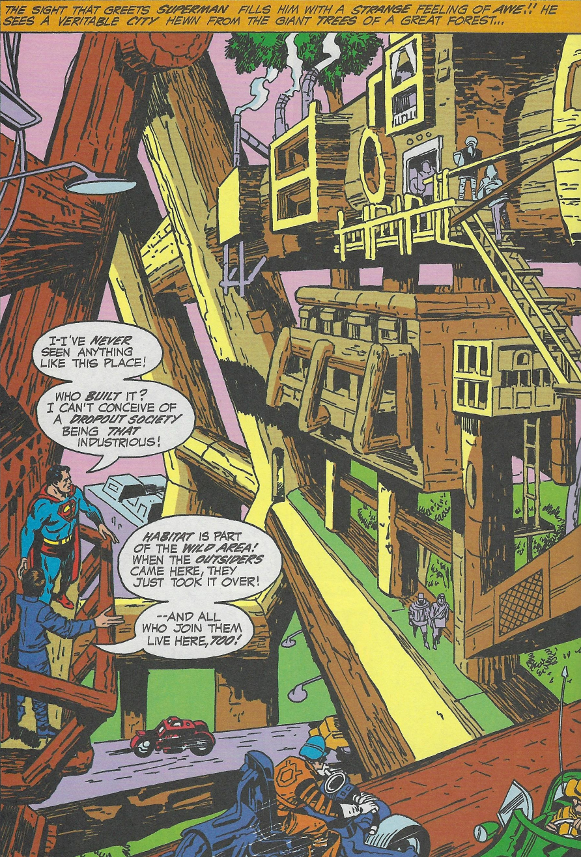 THE SIGHT THAT GREETS SUPERMAN FILLS HIM WITH A STRANGE FEELING OF AWE!! HE
SEES A VERITABLE CITY HEWN FROM THE GIANT TREES OF A GREAT FOREST...
I-I'VE NEVER
SEEN ANYTHING
LIKE THIS PLACE!
WHO BUILT IT?
I CAN'T CONCEIVE OF
A DROPOUT SOCIETY
BEING THAT
INDUSTRIOUS!
HABITAT IS PART
OF THE WILD AREA!
WHEN THE OUTSIDERS
CAME HERE, THEY
JUST TOOK IT OVER!
--AND ALL
WHO JOIN THEM
LIVE HERE, TOO!